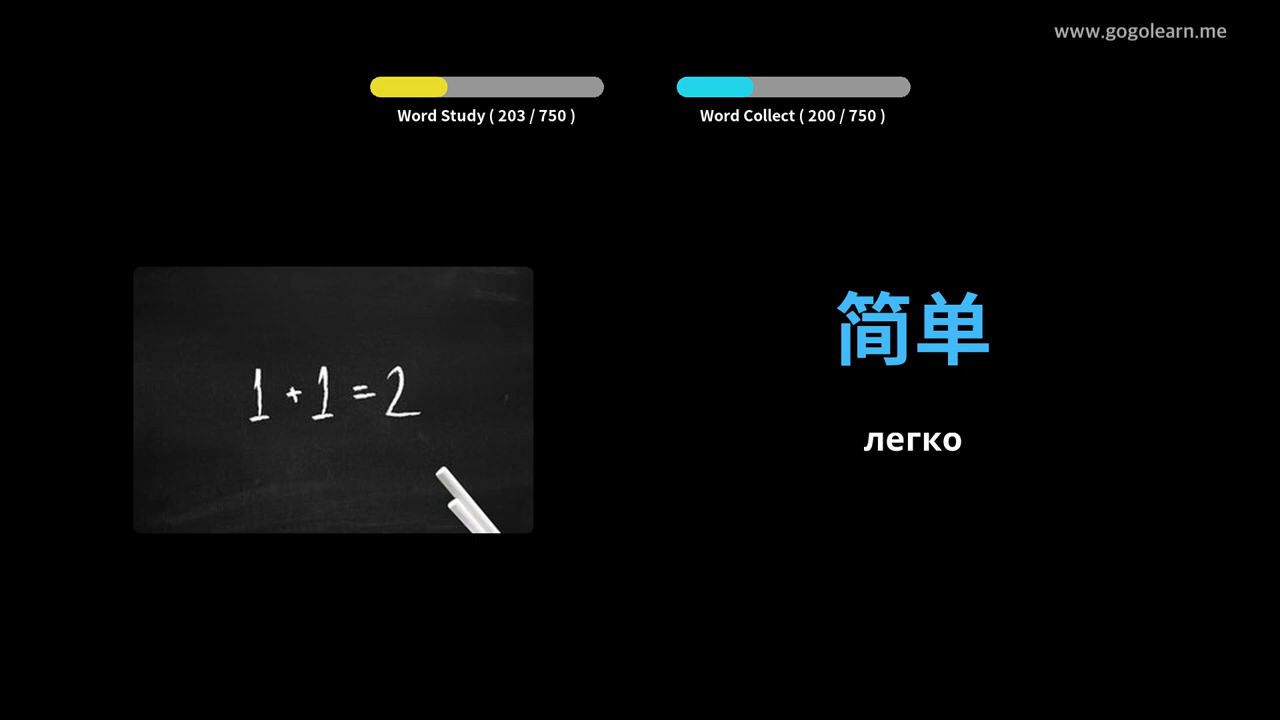 www.gogolearn.me
Word Study ( 203 / 750 )
Word Collect ( 200 / 750 )
1 + 1 = 2
简单
легко